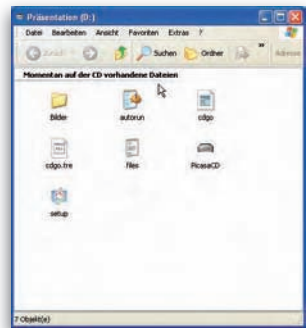 Präsentation (D:)
Datei Bearbeiten Ansicht Favoriten Extras ?
Zurück Suchen Ordner Adresse
Momentan auf der CD vorhandene Dateien
Bilder autorun cdgo
cdgo.tre files PicasaCD
setup
7 Objekt(e)